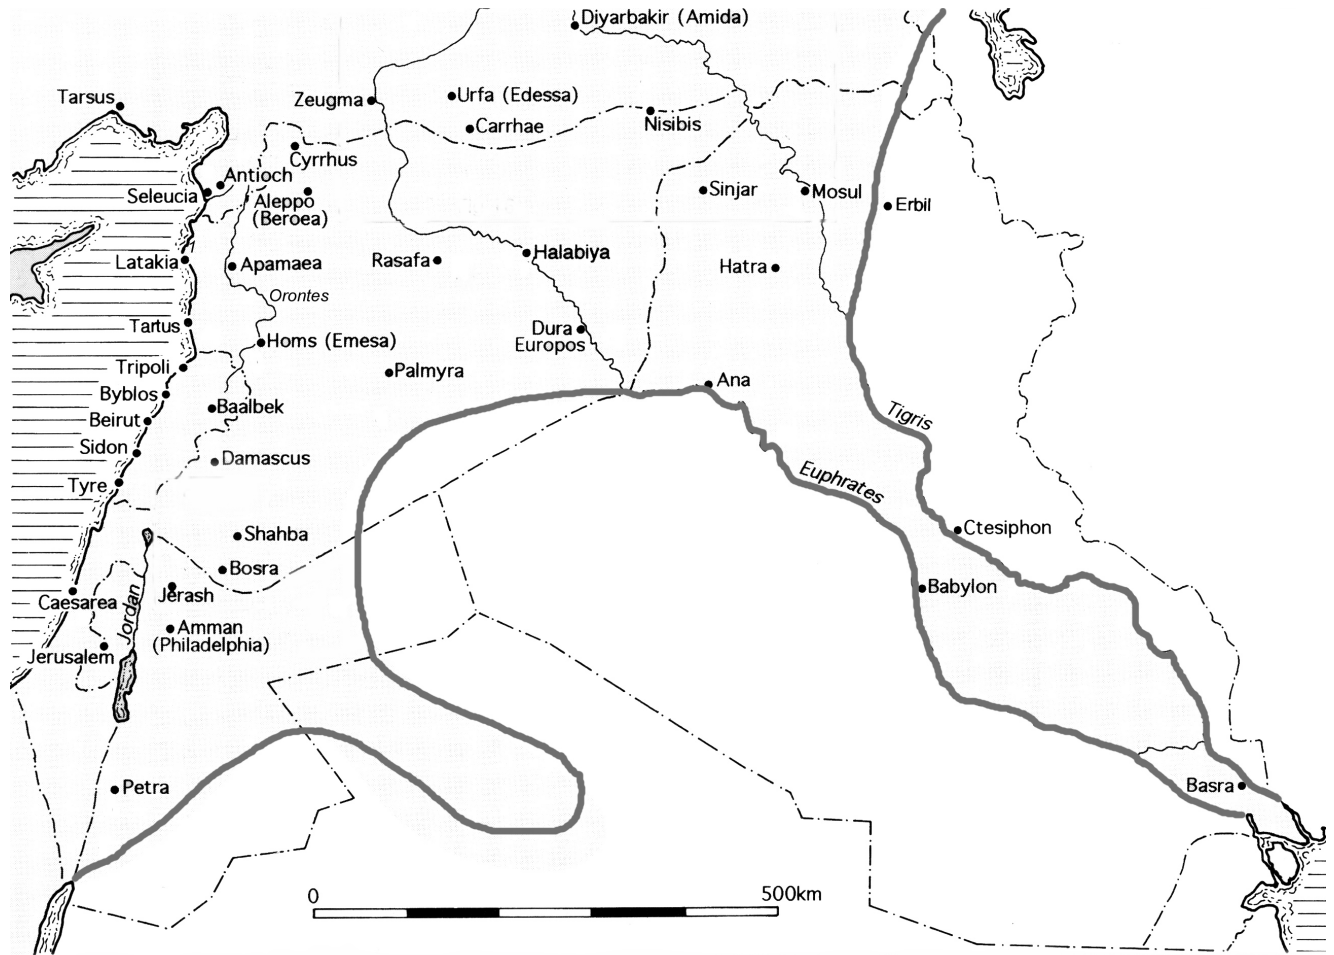 Diyarbakir (Amida)
Tarsus
Zeugma
Urfa (Edessa)
Carrhae
Nisibis
Cyrrhus
Antioch
Seleucia
Aleppo
(Beroea)
Sinjar
Mosul
Erbil
Latakia
Apamaea
Rasafa
Halabiya
Hatra
Orontes
Tartus
Homs (Emesa)
Dura
Europos
Tripoli
Palmyra
Ana
Byblos
Baalbek
Beirut
Tigris
Sidon
Damascus
Tyre
Euphrates
Shahba
Ctesiphon
Bosra
Jerash
Babylon
Caesarea
Jordan
Amman
(Philadelphia)
Jerusalem
Petra
Basra
0
500km